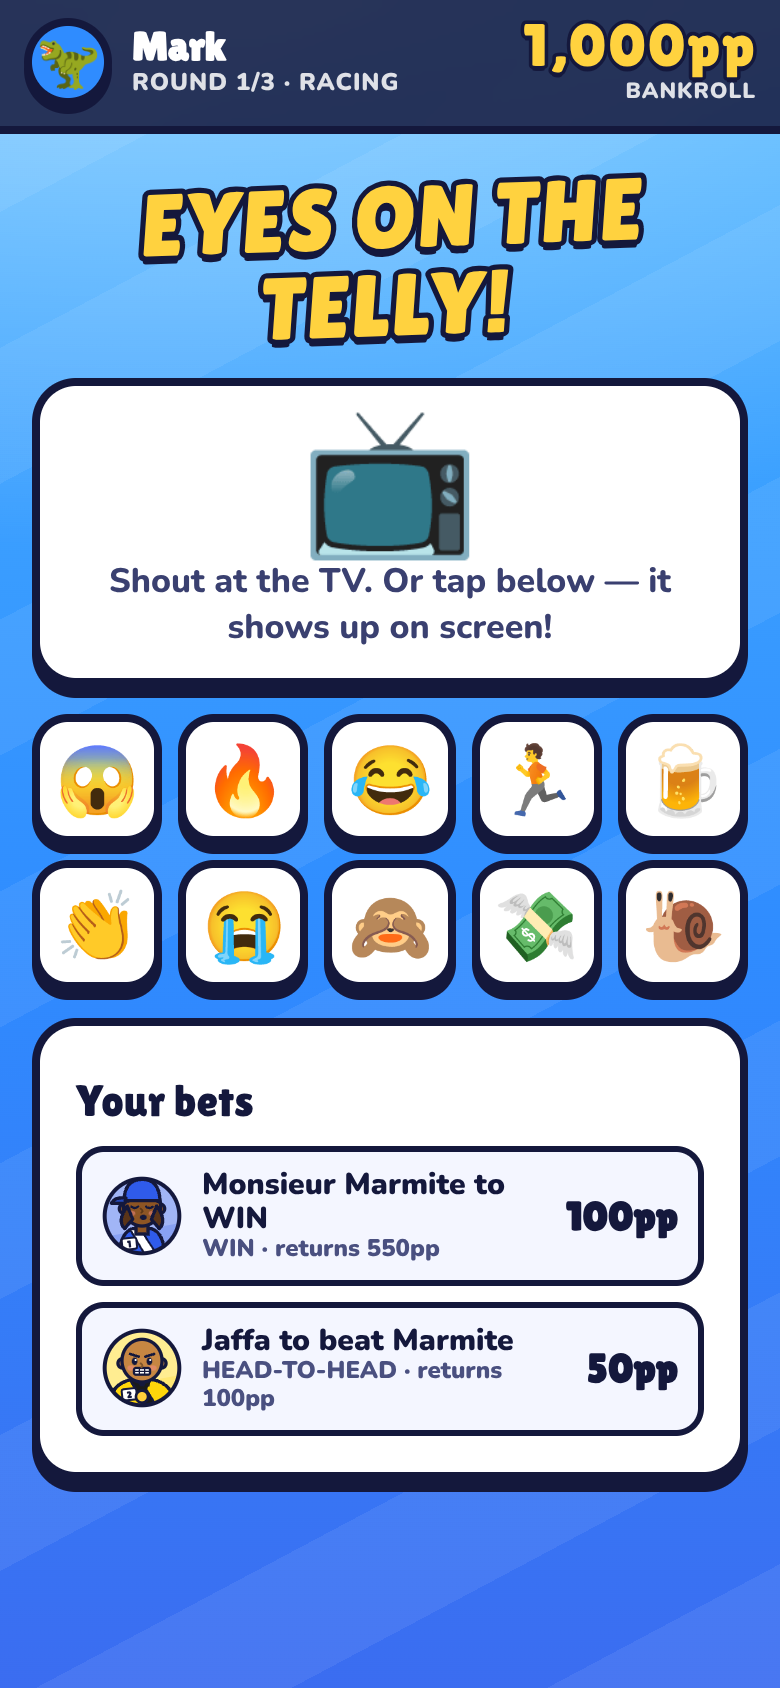 Mark
ROUND 1/3 · RACING
1,000pp
BANKROLL
EYES ON THE
TELLY!
Shout at the TV. Or tap below — it
shows up on screen!
Your bets
Monsieur Marmite to
WIN
WIN · returns 550pp
100pp
1
Jaffa to beat Marmite
HEAD-TO-HEAD · returns
100pp
50pp
2